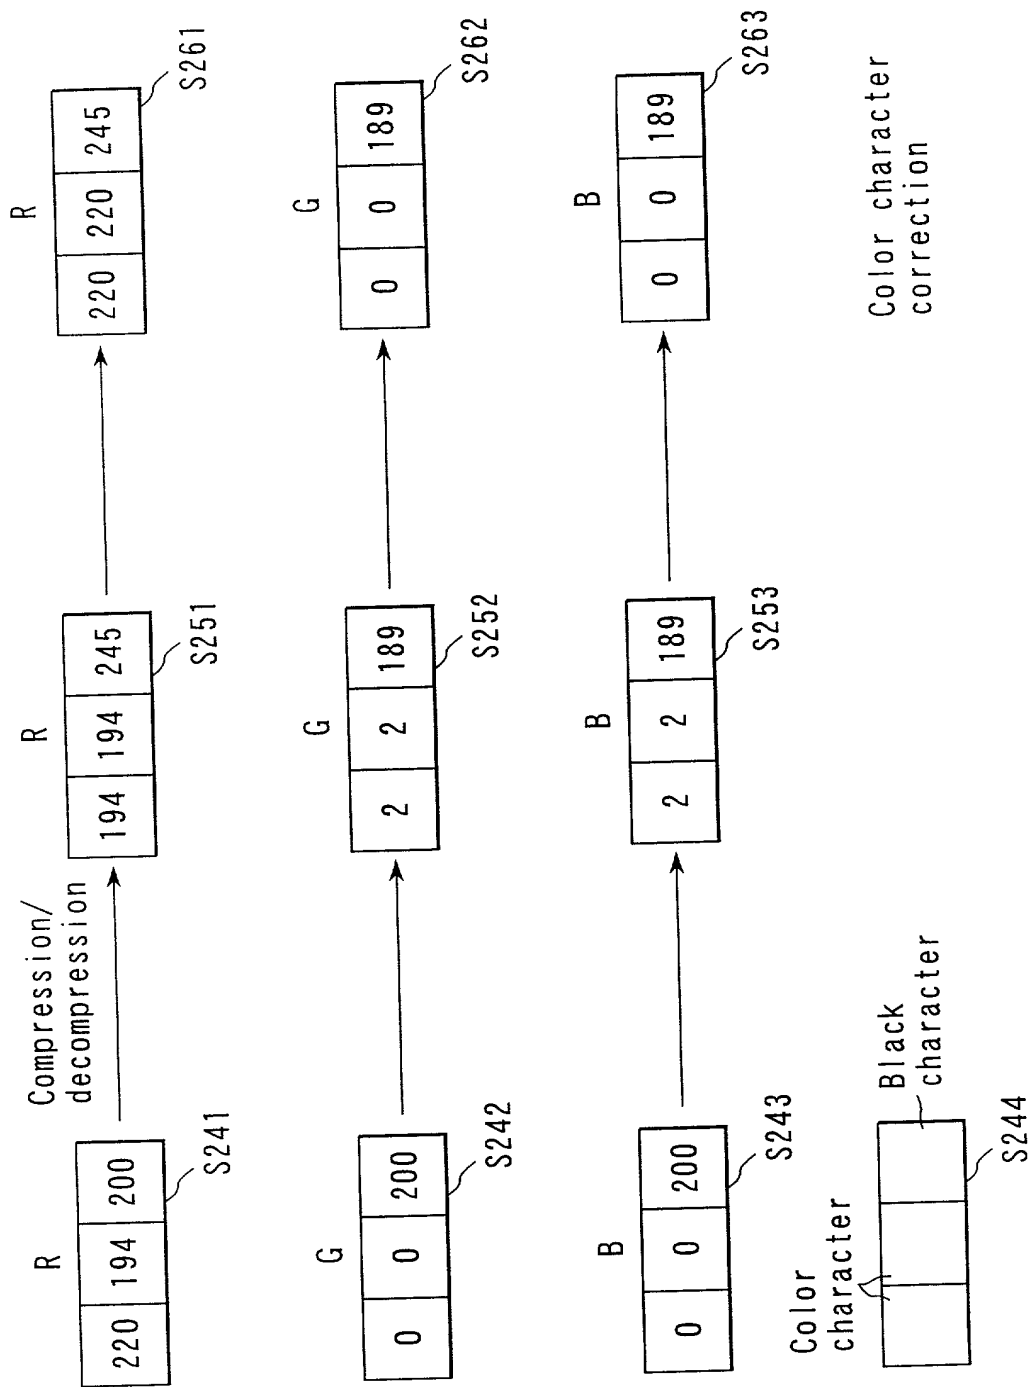 R
220 194 200
S241
Compression/
decompression
R
194 194 245
S251
R
220 220 245
S261
G
0 0 200
S242
G
2 2 189
S252
G
0 0 189
S262
B
0 0 200
S243
B
2 2 189
S253
B
0 0 189
S263
Color
character
Black
character
S244
Color character
correction